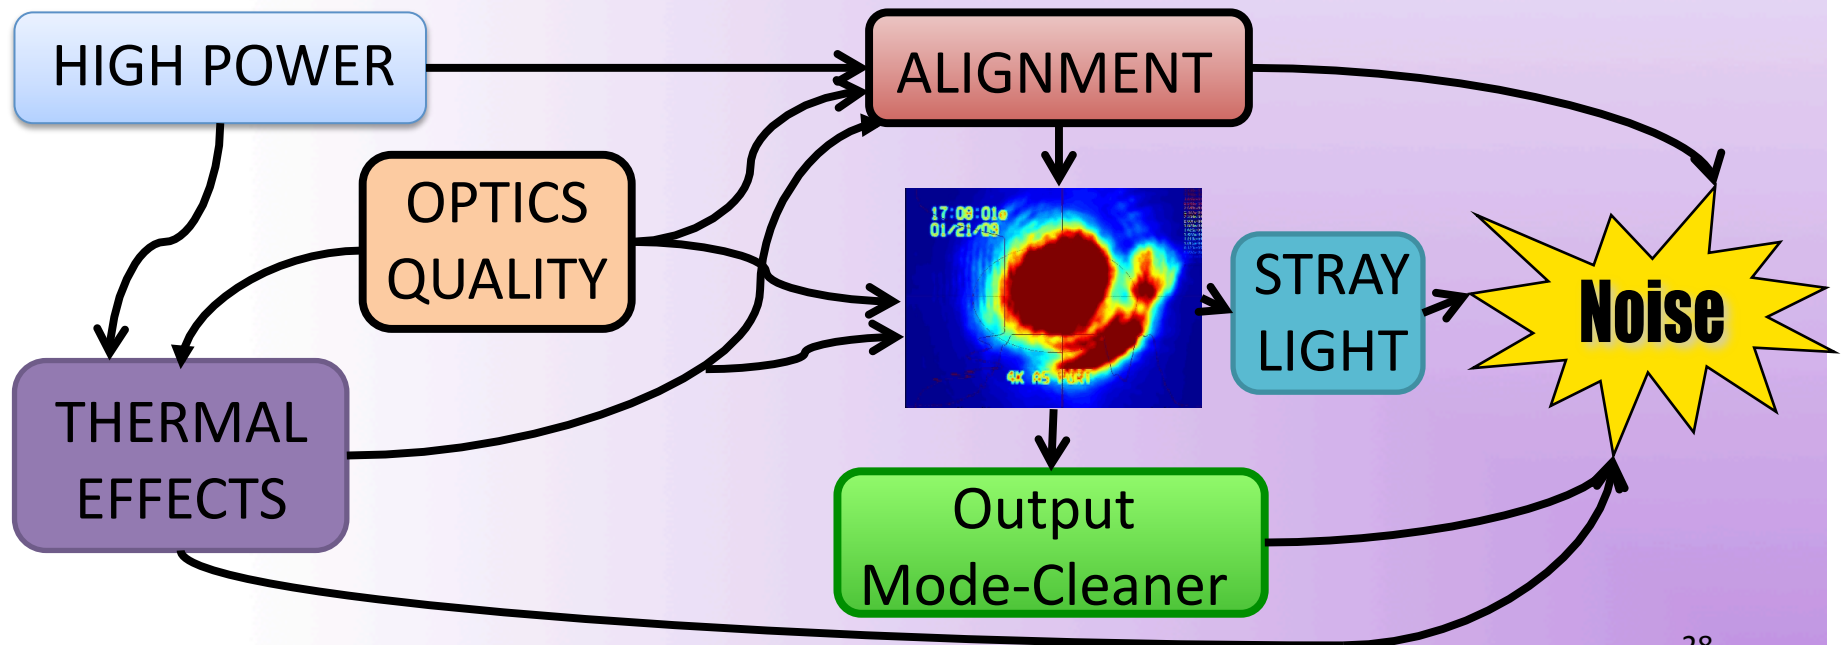 HIGH POWER
ALIGNMENT
OPTICS
QUALITY
17:08:01
01/21/09
STRAY
LIGHT
Noise
THERMAL
EFFECTS
Output
Mode-Cleaner
28